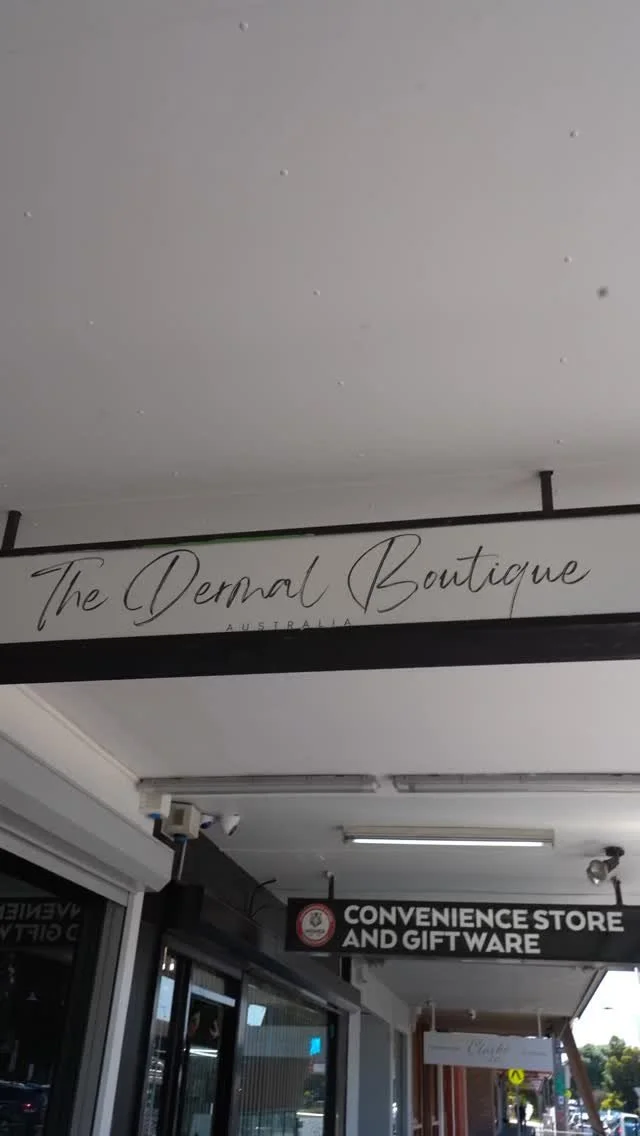 The Dermal Boutique
AUSTRALIA
CONVENIENCE STORE
AND GIFTWARE